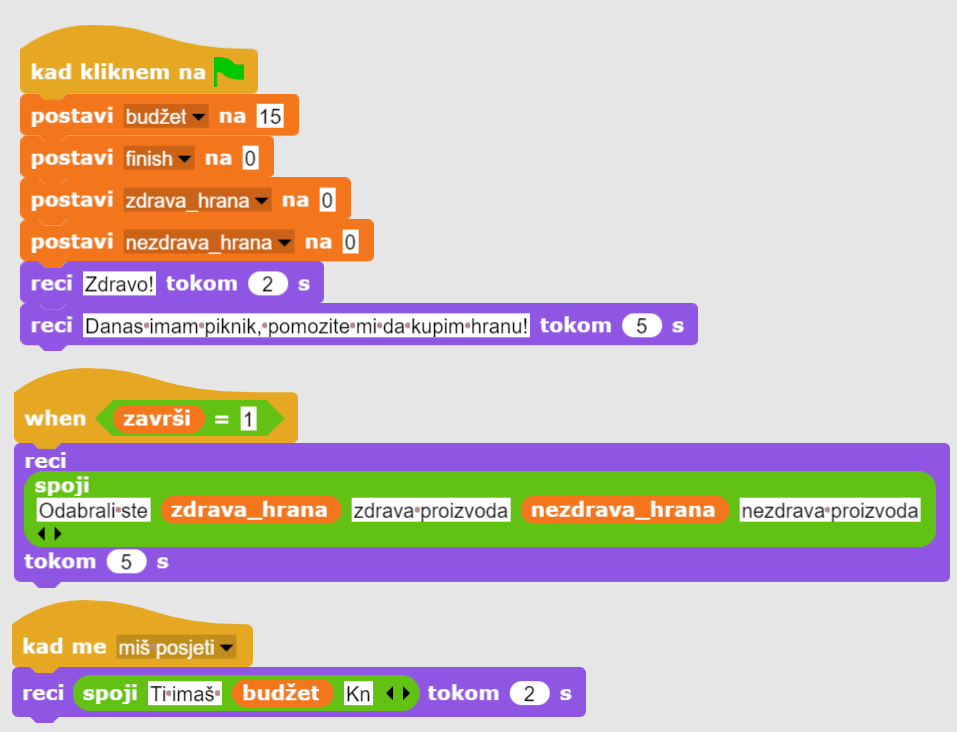 kad kliknem na
postavi budžet na 15
postavi finish na 0
postavi zdrava_hrana na 0
postavi nezdrava_hrana na 0
reci Zdravo! tokom 2 s
reci Danas imam piknik, pomozite mi da kupim hranu! tokom 5 s
when završi = 1
reci
spoji
Odabrali ste zdrava_hrana zdrava proizvoda nezdrava_hrana nezdrava proizvoda
tokom 5 s
kad me miš posjeti
reci spoji Ti imaš budžet Kn tokom 2 s